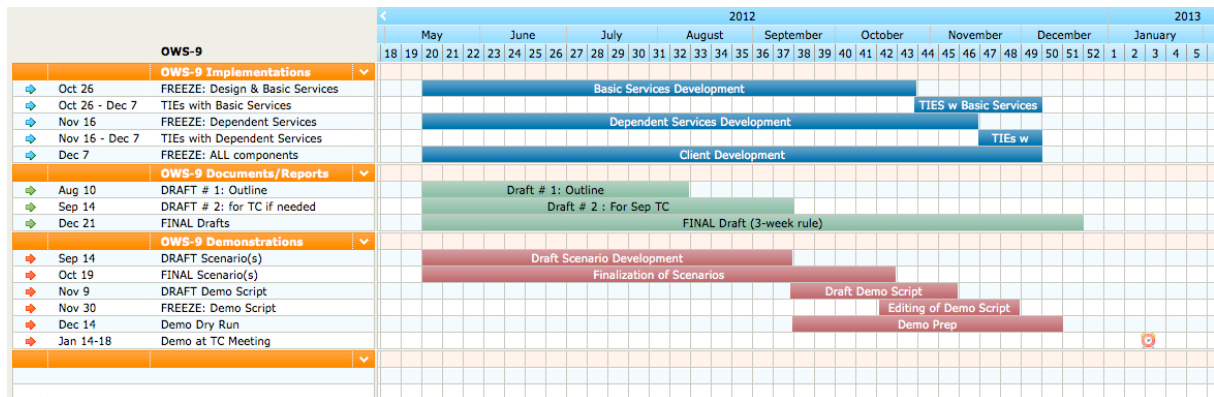 2012 2013
May June July August September October November December January
OWS-9
18 19 20 21 22 23 24 25 26 27 28 29 30 31 32 33 34 35 36 37 38 39 40 41 42 43 44 45 46 47 48 49 50 51 52 1 2 3 4 5
OWS-9 Implementations
Oct 26 FREEZE: Design & Basic Services Basic Services Development
Oct 26 - Dec 7 TIEs with Basic Services TIES w Basic Services
Nov 16 FREEZE: Dependent Services Dependent Services Development
Nov 16 - Dec 7 TIEs with Dependent Services TIEs w
Dec 7 FREEZE: ALL components Client Development
OWS-9 Documents/Reports
Aug 10 DRAFT # 1: Outline Draft # 1: Outline
Sep 14 DRAFT # 2: for TC if needed Draft # 2 : For Sep TC
Dec 21 FINAL Drafts FINAL Draft (3-week rule)
OWS-9 Demonstrations
Sep 14 DRAFT Scenario(s) Draft Scenario Development
Oct 19 FINAL Scenario(s) Finalization of Scenarios
Nov 9 DRAFT Demo Script Draft Demo Script
Nov 30 FREEZE: Demo Script Editing of Demo Script
Dec 14 Demo Dry Run Demo Prep
Jan 14-18 Demo at TC Meeting